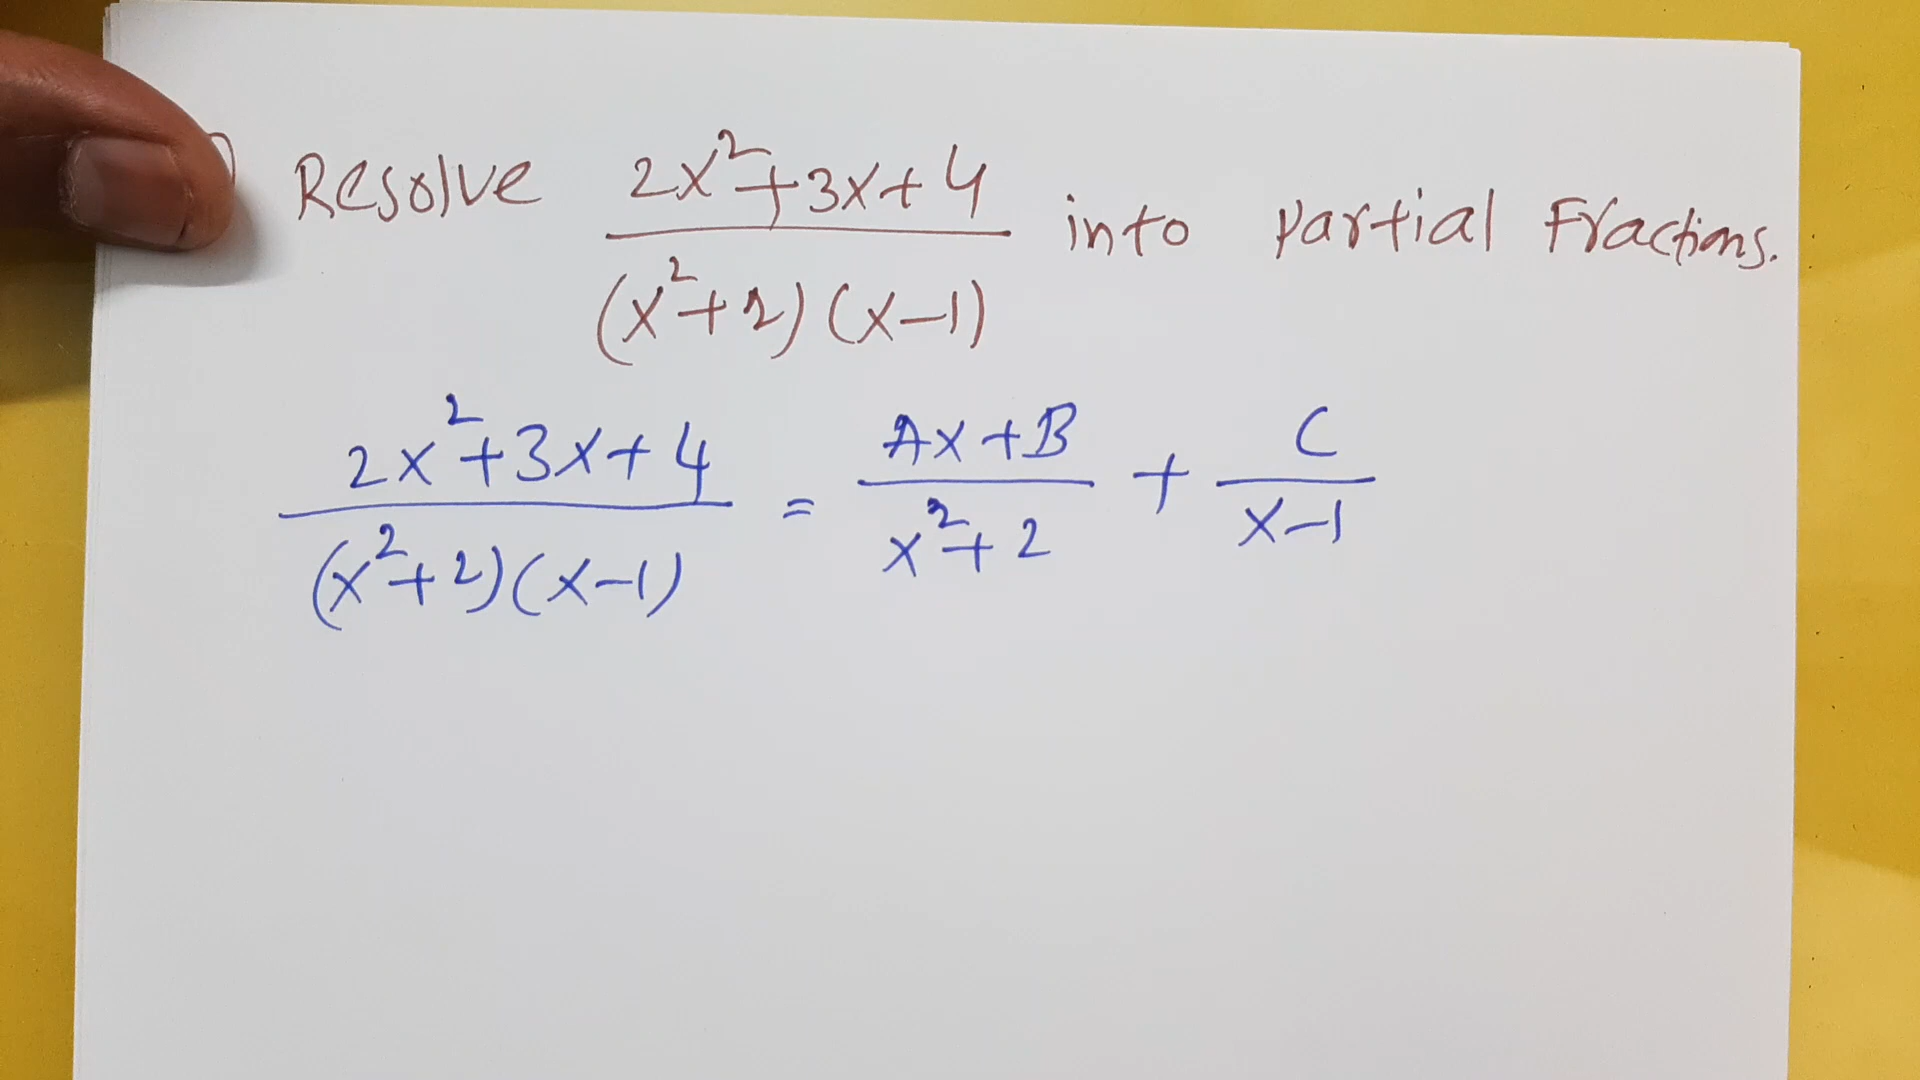 Resolve (2x²+3x+4)/((x²+2)(x-1)) into Partial Fractions.
(2x²+3x+4)/((x²+2)(x-1)) = (Ax+B)/(x²+2) + C/(x-1)